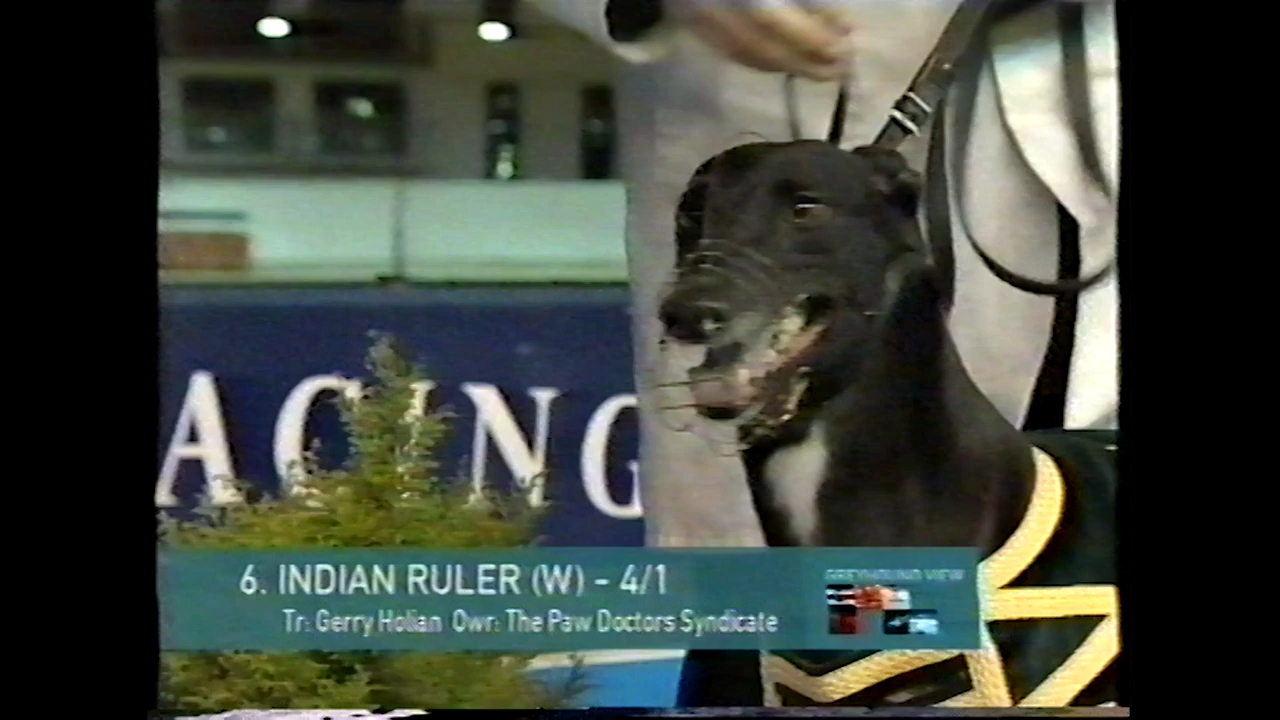 ACING
6. INDIAN RULER (W) - 4/1
GREYHOUND VIEW
Tr: Gerry Holian Owr: The Paw Doctors Syndicate